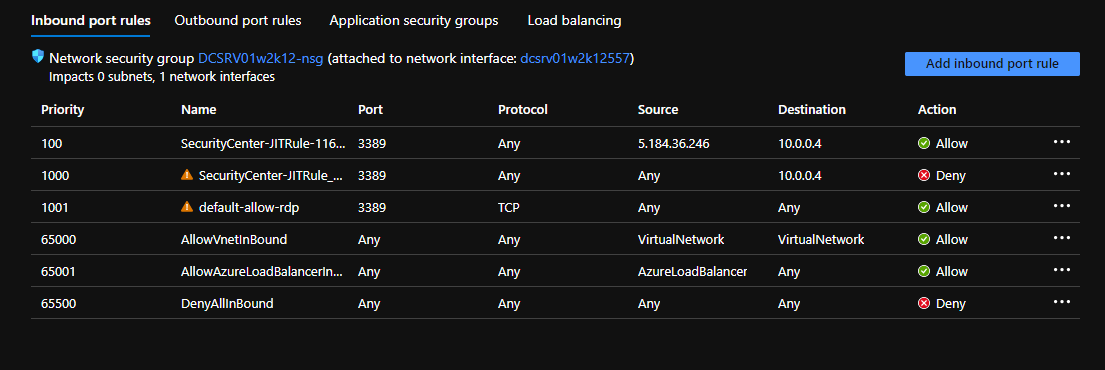 Inbound port rules Outbound port rules Application security groups Load balancing
Network security group DCSRV01w2k12-nsg (attached to network interface: dcsrv01w2k12557)
Impacts 0 subnets, 1 network interfaces
Add inbound port rule
Priority Name Port Protocol Source Destination Action
100 SecurityCenter-JITRule-116... 3389 Any 5.184.36.246 10.0.0.4 Allow
1000 SecurityCenter-JITRule_... 3389 Any Any 10.0.0.4 Deny
1001 default-allow-rdp 3389 TCP Any Any Allow
65000 AllowVnetInBound Any Any VirtualNetwork VirtualNetwork Allow
65001 AllowAzureLoadBalancerIn... Any Any AzureLoadBalancer Any Allow
65500 DenyAllInBound Any Any Any Any Deny